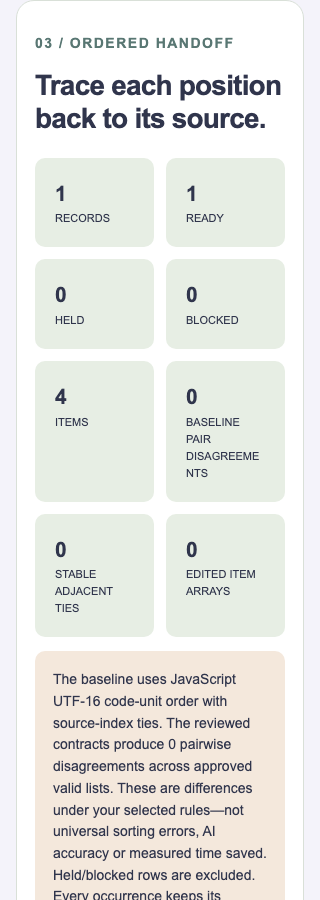 03 / ORDERED HANDOFF
Trace each position
back to its source.
1
RECORDS
1
READY
0
HELD
0
BLOCKED
4
ITEMS
0
BASELINE
PAIR
DISAGREEME
NTS
0
STABLE
ADJACENT
TIES
0
EDITED ITEM
ARRAYS
The baseline uses JavaScript
UTF-16 code-unit order with
source-index ties. The reviewed
contracts produce 0 pairwise
disagreements across approved
valid lists. These are differences
under your selected rules—not
universal sorting errors, AI
accuracy or measured time saved.
Held/blocked rows are excluded.
Every occurrence keeps its